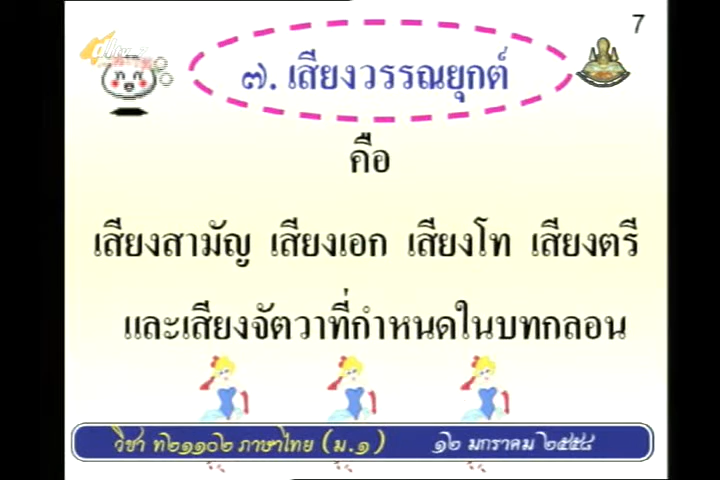 7
๗. เสียงวรรณยุกต์
คือ
เสียงสามัญ เสียงเอก เสียงโท เสียงตรี
และเสียงจัตวาที่กำหนดในบทกลอน
วิชา ท๒๑๑๐๒ ภาษาไทย (ม.๑) ๑๒ มกราคม ๒๕๕๘